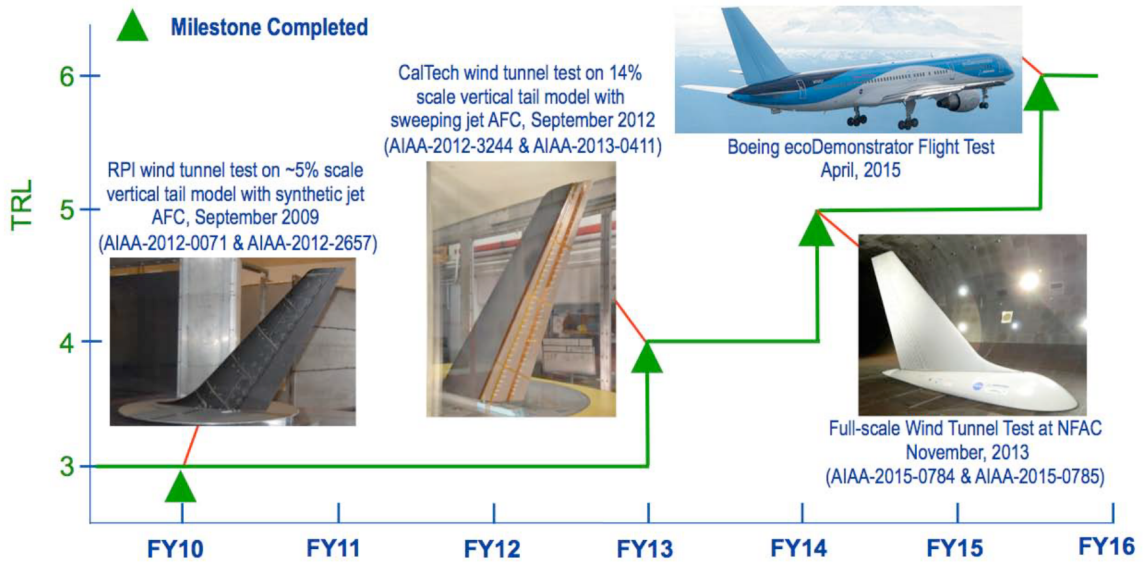 Milestone Completed
TRL
6
5
4
3
RPI wind tunnel test on ~5% scale
vertical tail model with synthetic jet
AFC, September 2009
(AIAA-2012-0071 & AIAA-2012-2657)
CalTech wind tunnel test on 14%
scale vertical tail model with
sweeping jet AFC, September 2012
(AIAA-2012-3244 & AIAA-2013-0411)
Boeing ecoDemonstrator Flight Test
April, 2015
Full-scale Wind Tunnel Test at NFAC
November, 2013
(AIAA-2015-0784 & AIAA-2015-0785)
FY10
FY11
FY12
FY13
FY14
FY15
FY16